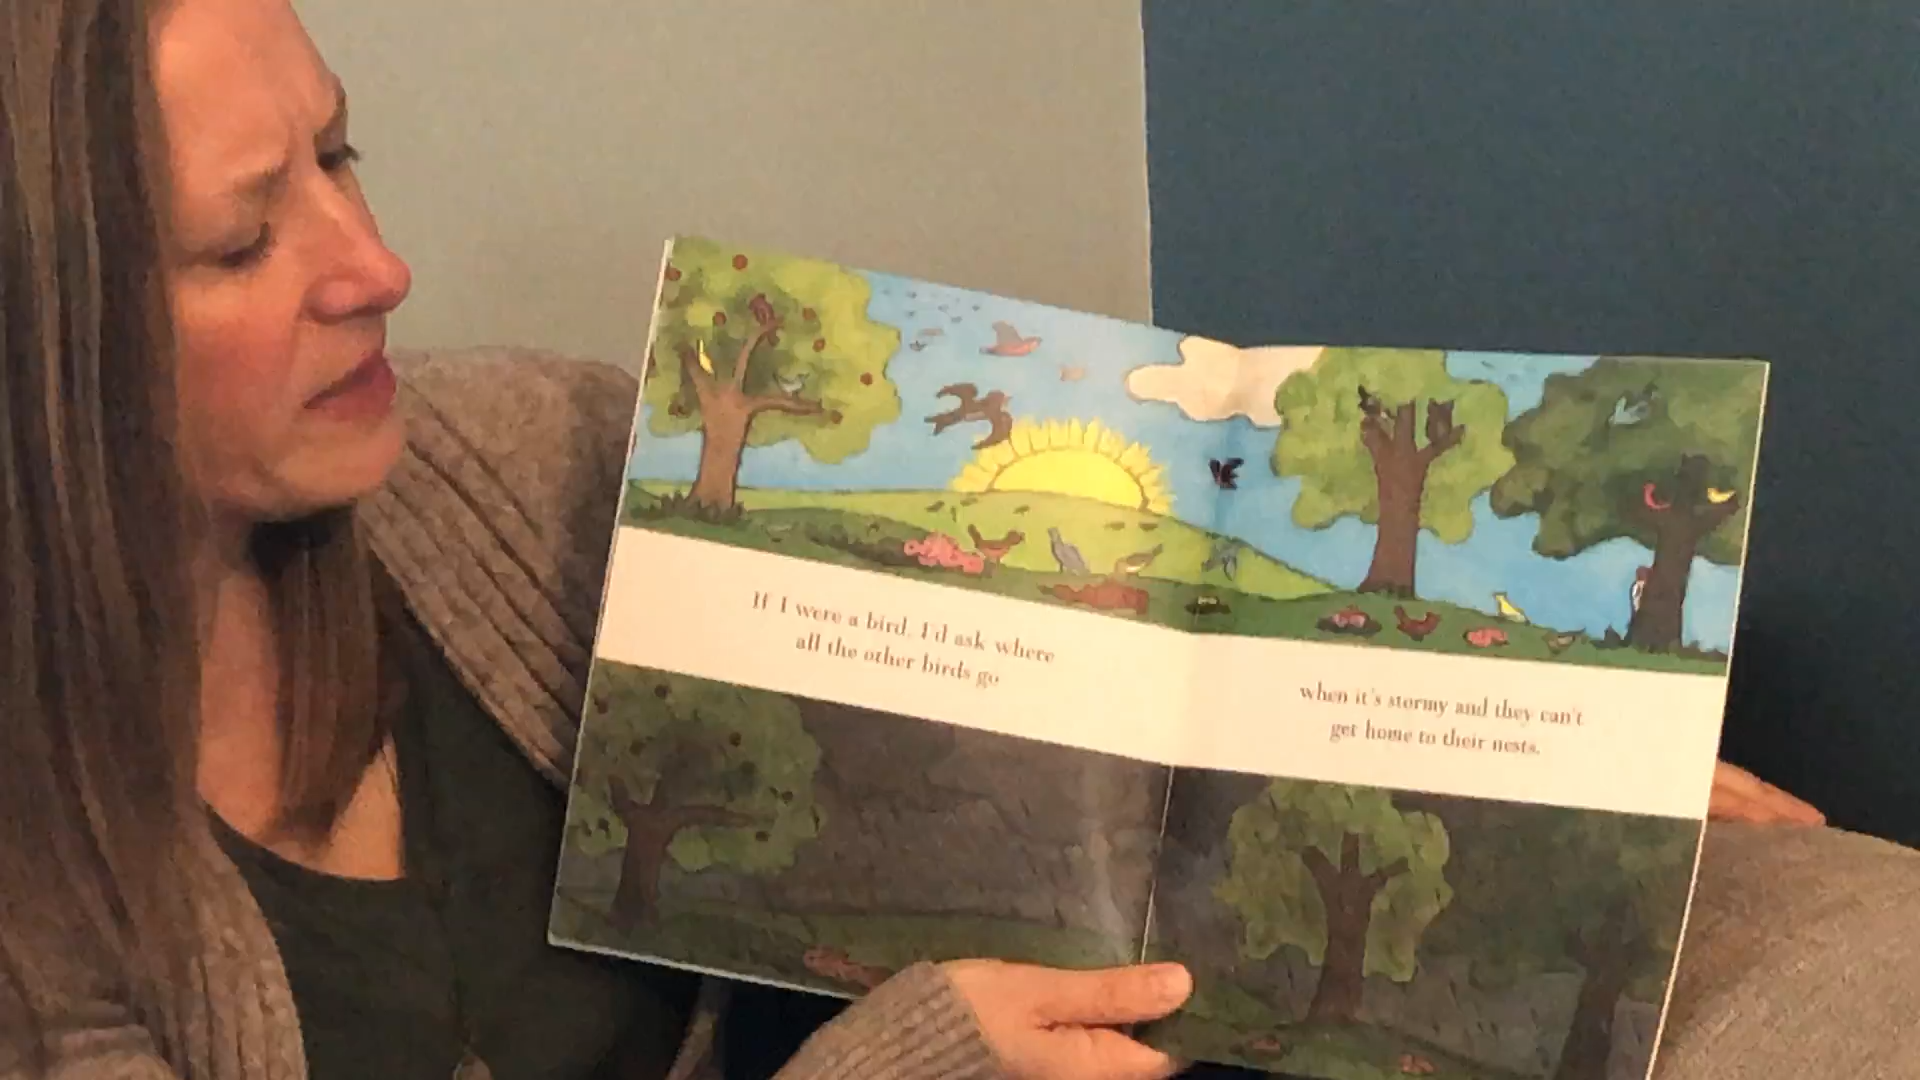 If I were a bird, I'd ask where
all the other birds go
when it's stormy and they can't
get home to their nests.